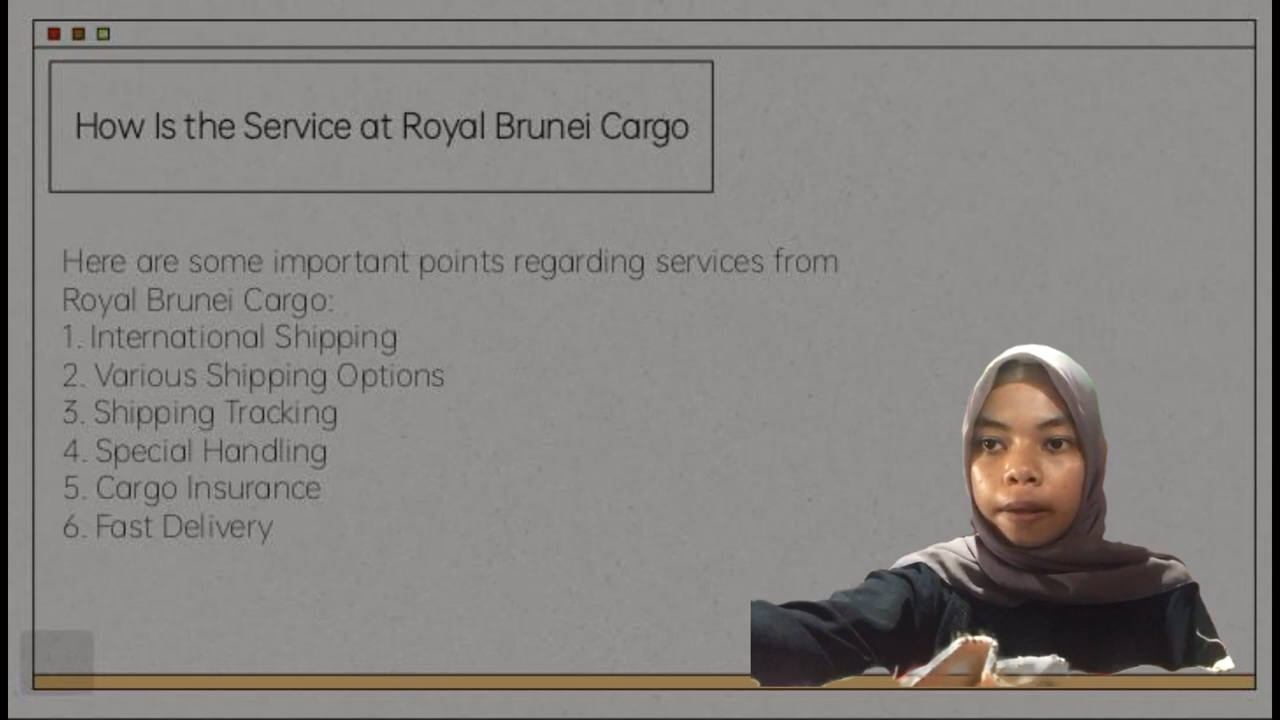 How Is the Service at Royal Brunei Cargo
Here are some important points regarding services from
Royal Brunei Cargo:
1. International Shipping
2. Various Shipping Options
3. Shipping Tracking
4. Special Handling
5. Cargo Insurance
6. Fast Delivery